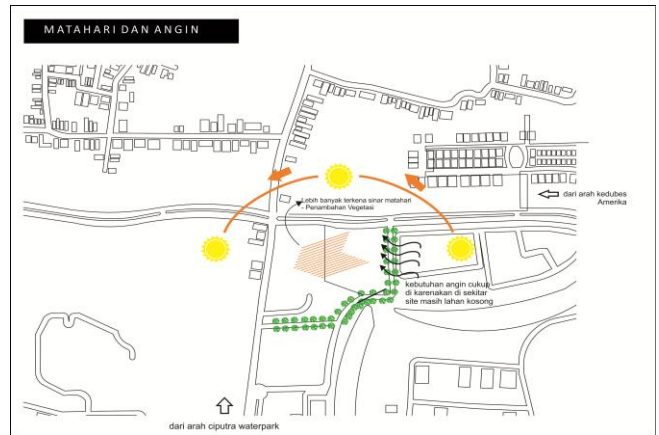 MATAHARI DAN ANGIN
Lebih banyak terkena sinar matahari
- Penambahan Vegetasi
dari arah kedubes
Amerika
kebutuhan angin cukup
di karenakan di sekitar
site masih lahan kosong
dari arah ciputra waterpark